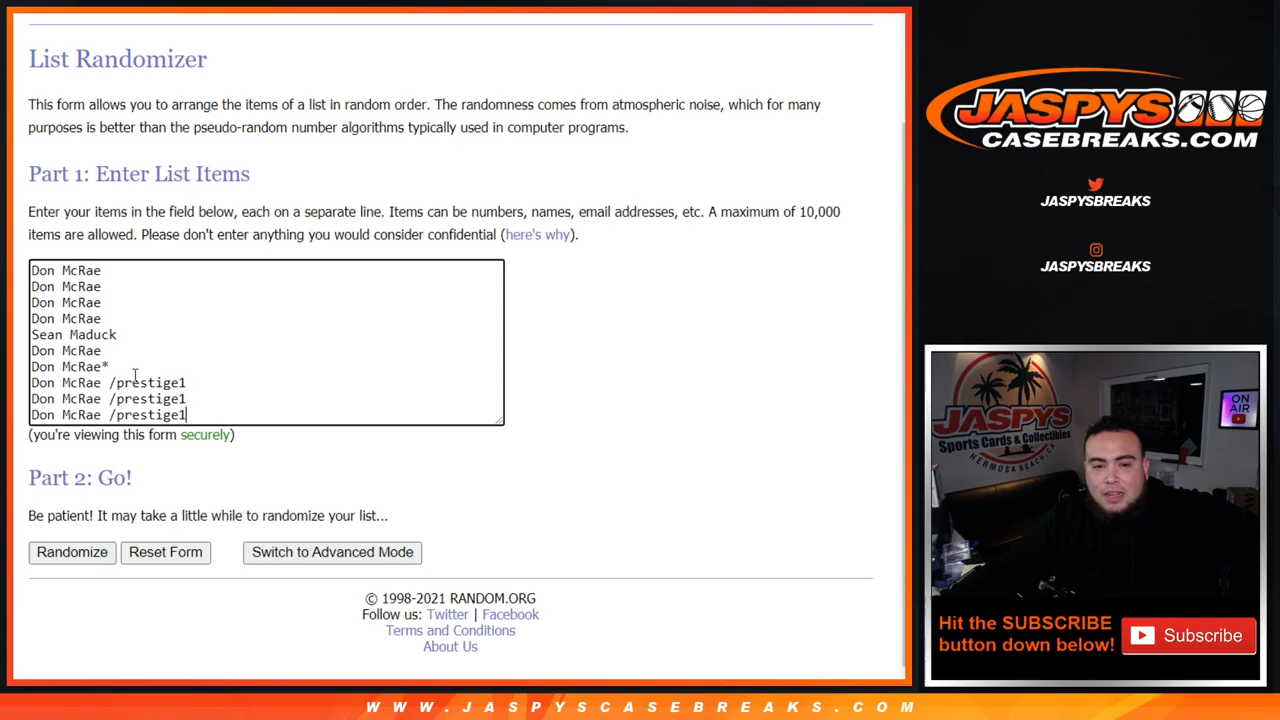 List Randomizer
This form allows you to arrange the items of a list in random order. The randomness comes from atmospheric noise, which for many
purposes is better than the pseudo-random number algorithms typically used in computer programs.
Part 1: Enter List Items
Enter your items in the field below, each on a separate line. Items can be numbers, names, email addresses, etc. A maximum of 10,000
items are allowed. Please don't enter anything you would consider confidential (here's why).
Don McRae
Don McRae
Don McRae
Don McRae
Sean Maduck
Don McRae
Don McRae*
Don McRae /prestige1
Don McRae /prestige1
Don McRae /prestige1
(you're viewing this form securely)
Part 2: Go!
Be patient! It may take a little while to randomize your list...
Randomize
Reset Form
Switch to Advanced Mode
© 1998-2021 RANDOM.ORG
Follow us: Twitter | Facebook
Terms and Conditions
About Us
JASPYS
CASEBREAKS.COM
JASPYSBREAKS
JASPYSBREAKS
JASPYS
Sports Cards & Collectibles
HERMOSA BEACH, CA
ON
AIR
Hit the SUBSCRIBE
button down below!
Subscribe
WWW.JASPYSCASEBREAKS.COM